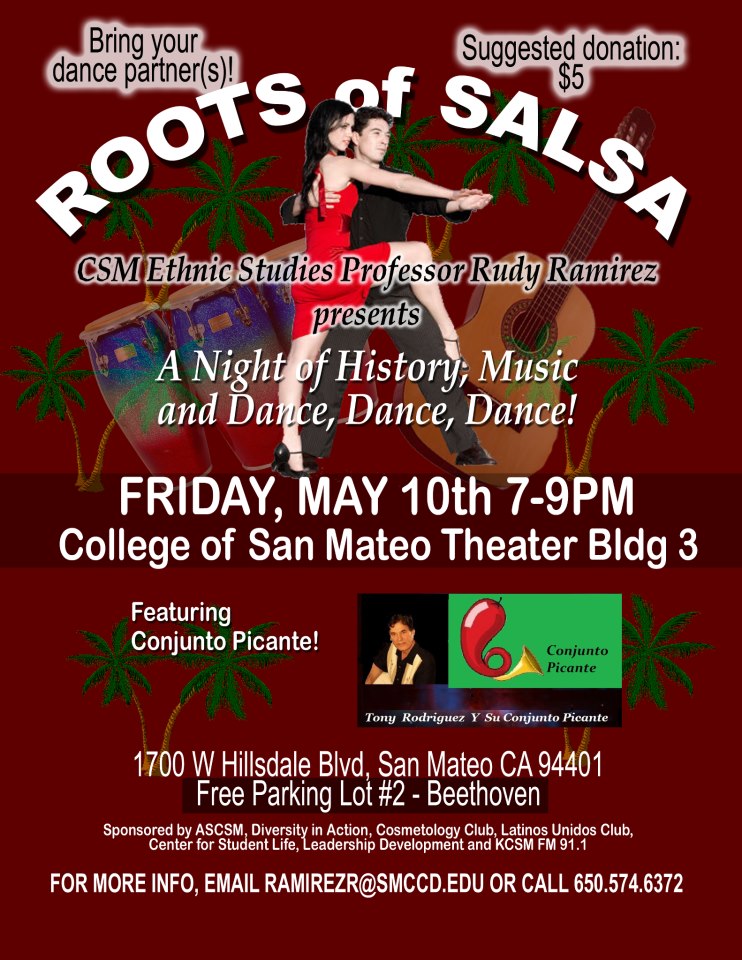 Bring your
dance partner(s)!
Suggested donation:
$5
ROOTS of SALSA
CSM Ethnic Studies Professor Rudy Ramirez
presents
A Night of History, Music
and Dance, Dance, Dance!
FRIDAY, MAY 10th 7-9PM
College of San Mateo Theater Bldg 3
Featuring
Conjunto Picante!
Conjunto
Picante
Tony Rodriguez Y Su Conjunto Picante
1700 W Hillsdale Blvd, San Mateo CA 94401
Free Parking Lot #2 - Beethoven
Sponsored by ASCSM, Diversity in Action, Cosmetology Club, Latinos Unidos Club,
Center for Student Life, Leadership Development and KCSM FM 91.1
FOR MORE INFO, EMAIL RAMIREZR@SMCCD.EDU OR CALL 650.574.6372